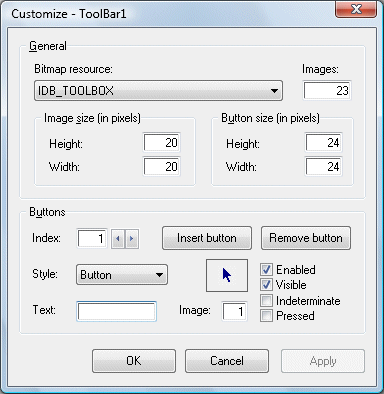 Customize - ToolBar1
General
Bitmap resource: Images:
IDB_TOOLBOX 23
Image size (in pixels) Button size (in pixels)
Height: 20 Height: 24
Width: 20 Width: 24
Buttons
Index: 1 Insert button Remove button
Style: Button Enabled
Visible
Indeterminate
Text: Image: 1 Pressed
OK Cancel Apply